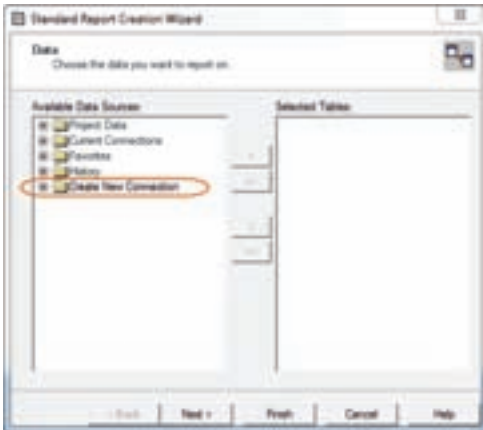 Standard Report Creation Wizard
Data
Choose the data you want to report on.
Available Data Sources:
Selected Tables:
Project Data
Current Connections
Favorites
History
Create New Connection
< Back
Next >
Finish
Cancel
Help